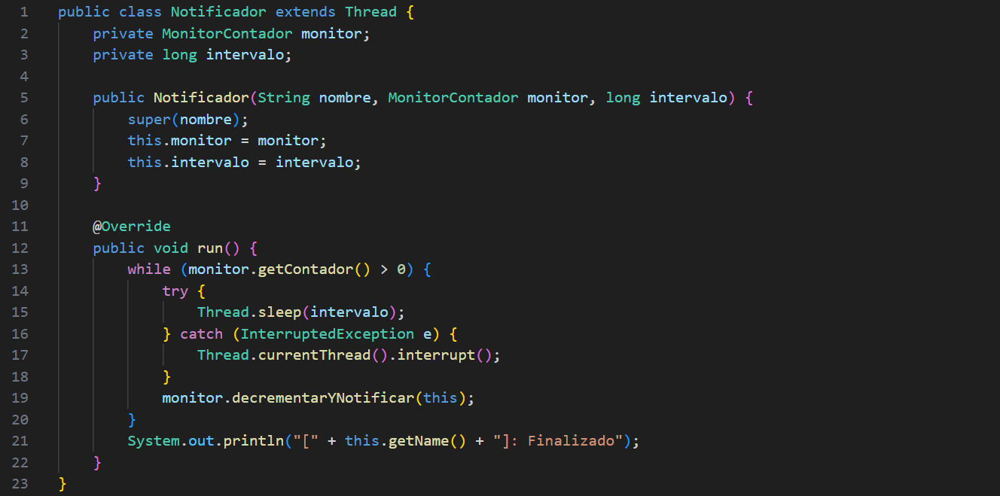 1 public class Notificador extends Thread {
2     private MonitorContador monitor;
3     private long intervalo;
4
5     public Notificador(String nombre, MonitorContador monitor, long intervalo) {
6         super(nombre);
7         this.monitor = monitor;
8         this.intervalo = intervalo;
9     }
10
11     @Override
12     public void run() {
13         while (monitor.getContador() > 0) {
14             try {
15                 Thread.sleep(intervalo);
16             } catch (InterruptedException e) {
17                 Thread.currentThread().interrupt();
18             }
19             monitor.decrementarYNotificar(this);
20         }
21         System.out.println("[" + this.getName() + "]: Finalizado");
22     }
23 }